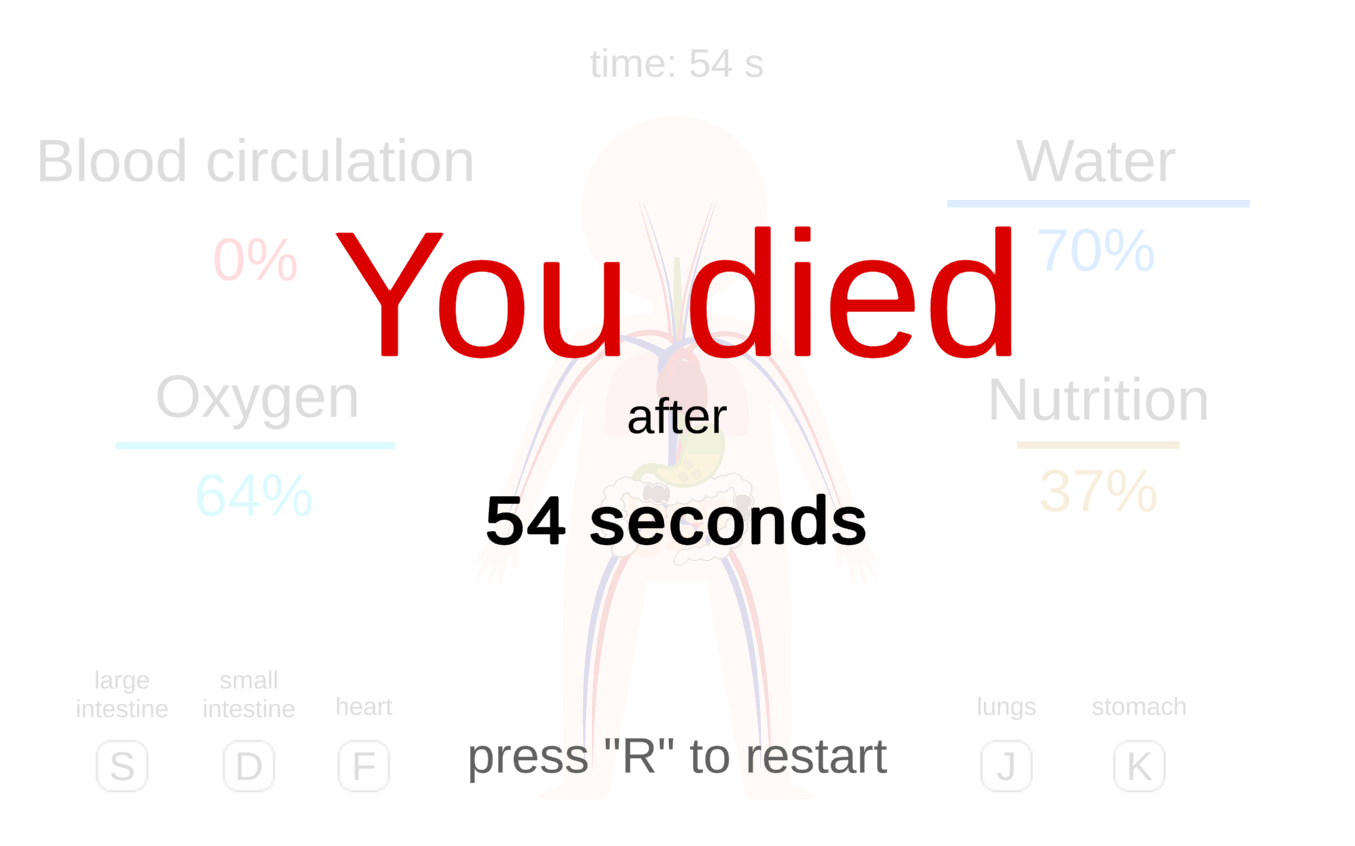 time: 54 s
Blood circulation
0%
Water
70%
You died
Oxygen
64%
after
Nutrition
37%
54 seconds
large
intestine
S
small
intestine
D
heart
F
press "R" to restart
lungs
J
stomach
K